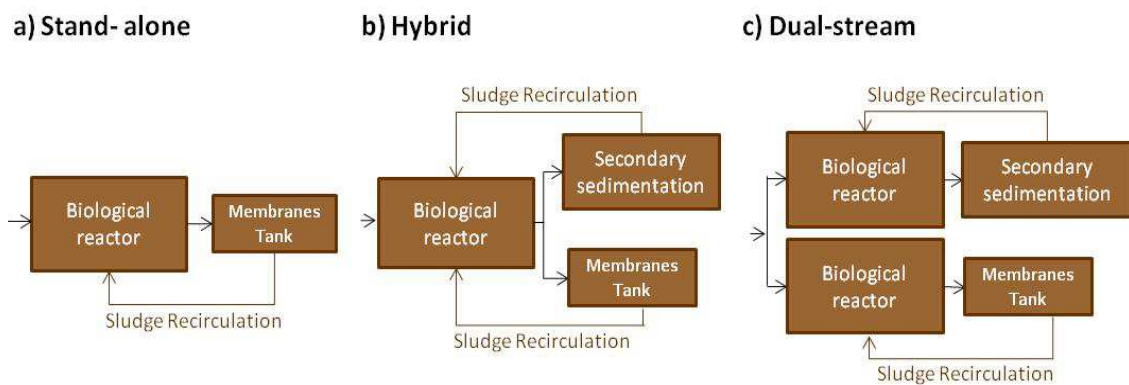 a) Stand- alone
Biological
reactor
Membranes
Tank
Sludge Recirculation
b) Hybrid
Sludge Recirculation
Biological
reactor
Secondary
sedimentation
Membranes
Tank
Sludge Recirculation
c) Dual-stream
Sludge Recirculation
Biological
reactor
Secondary
sedimentation
Biological
reactor
Membranes
Tank
Sludge Recirculation